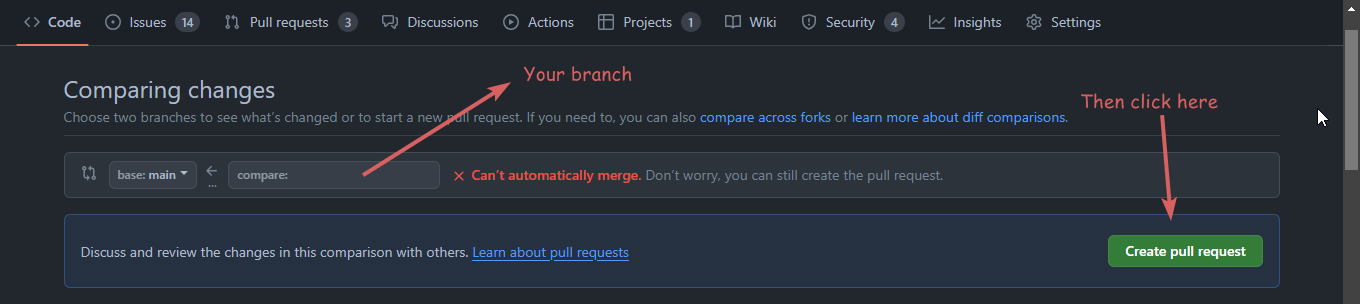 Code Issues 14 Pull requests 3 Discussions Actions Projects 1 Wiki Security 4 Insights Settings
Your branch
Comparing changes
Then click here
Choose two branches to see what's changed or to start a new pull request. If you need to, you can also compare across forks or learn more about diff comparisons.
base: main compare: Can't automatically merge. Don't worry, you can still create the pull request.
Discuss and review the changes in this comparison with others. Learn about pull requests Create pull request